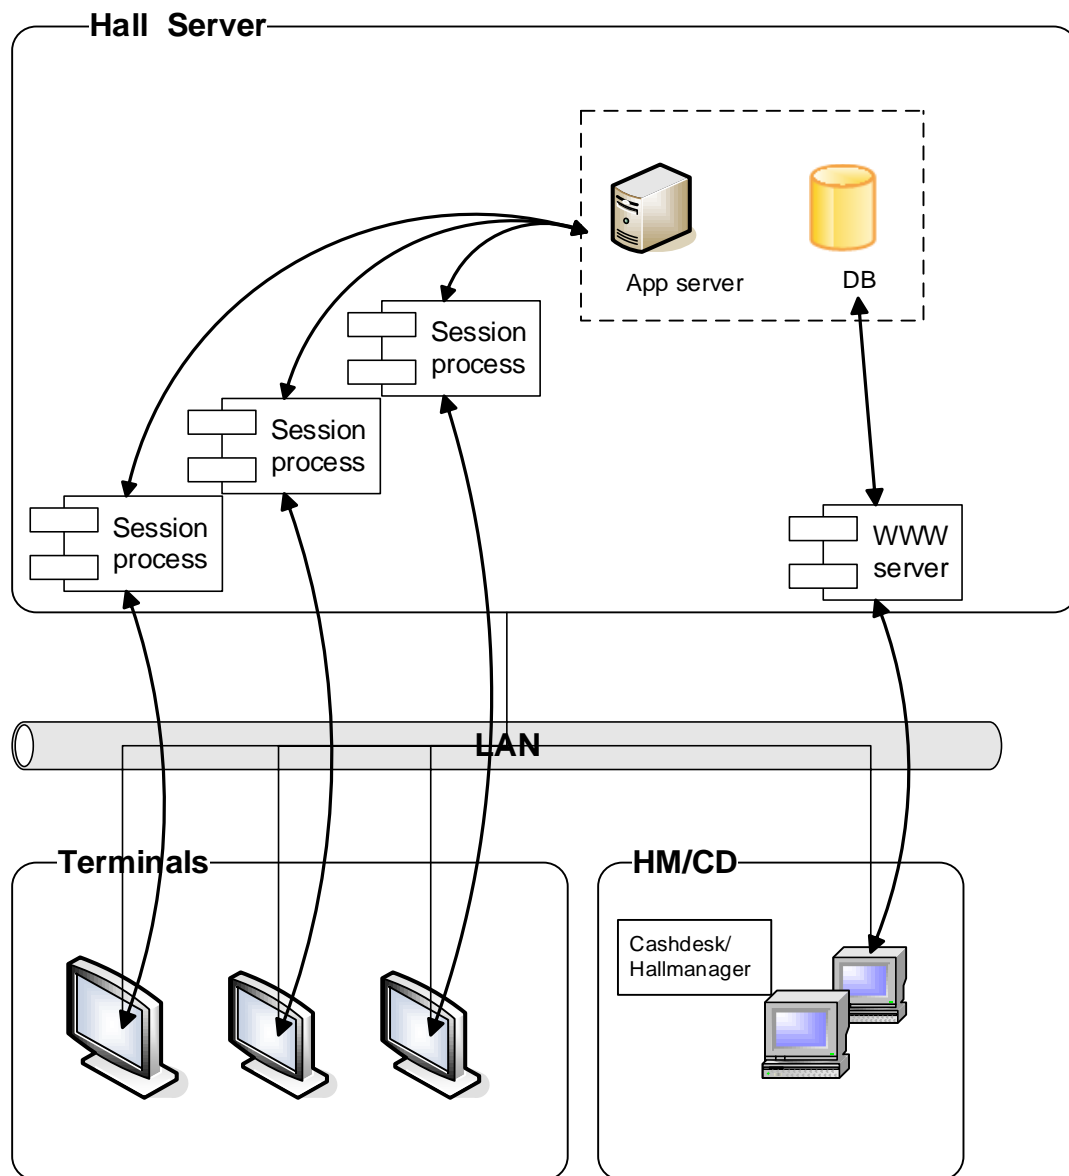 Hall Server
App server
DB
Session
process
Session
process
Session
process
WWW
server
LAN
Terminals
HM/CD
Cashdesk/
Hallmanager